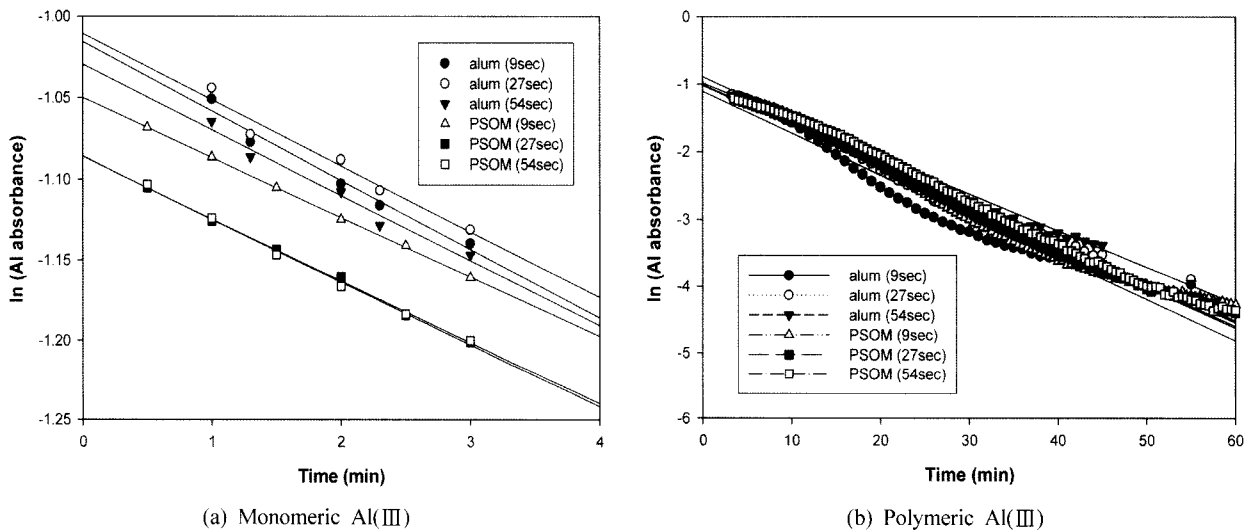 -1.00
-1.05
-1.10
-1.15
-1.20
-1.25
ln (Al absorbance)
alum (9sec)
alum (27sec)
alum (54sec)
PSOM (9sec)
PSOM (27sec)
PSOM (54sec)
0 1 2 3 4
Time (min)
(a) Monomeric Al(Ⅲ)
0
-1
-2
-3
-4
-5
-6
ln (Al absorbance)
alum (9sec)
alum (27sec)
alum (54sec)
PSOM (9sec)
PSOM (27sec)
PSOM (54sec)
0 10 20 30 40 50 60
Time (min)
(b) Polymeric Al(Ⅲ)